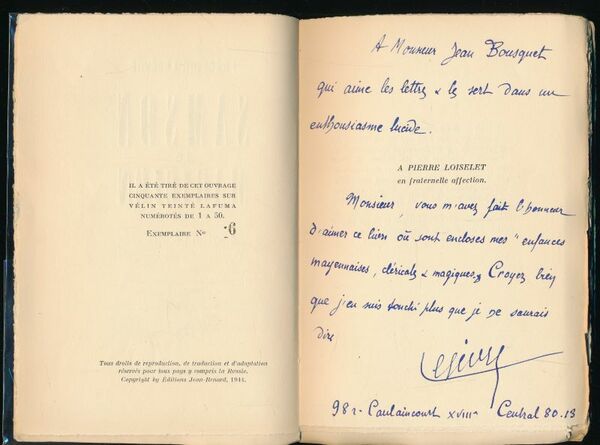 IL A ÉTÉ TIRÉ DE CET OUVRAGE
CINQUANTE EXEMPLAIRES SUR
VÉLIN TEINTÉ LAFUMA
NUMÉROTÉS DE 1 A 50.
EXEMPLAIRE No 6
Tous droits de reproduction, de traduction et d'adaptation
réservés pour tous pays y compris la Russie.
Copyright by Éditions Jean-Renard, 1944.
A Monsieur Jean Bousquet
qui aime les lettres & les sert dans un
enthousiasme lucide.
A PIERRE LOISELET
en fraternelle affection.
Monsieur, vous m'avez fait l'honneur
d'aimer ce livre où sont encloses mes "enfances
mayennaises, cléricales & magiques". Croyez bien
que j'en suis touché plus que je ne saurais
dire
98 r. Caulaincourt XVIII Central 80.18